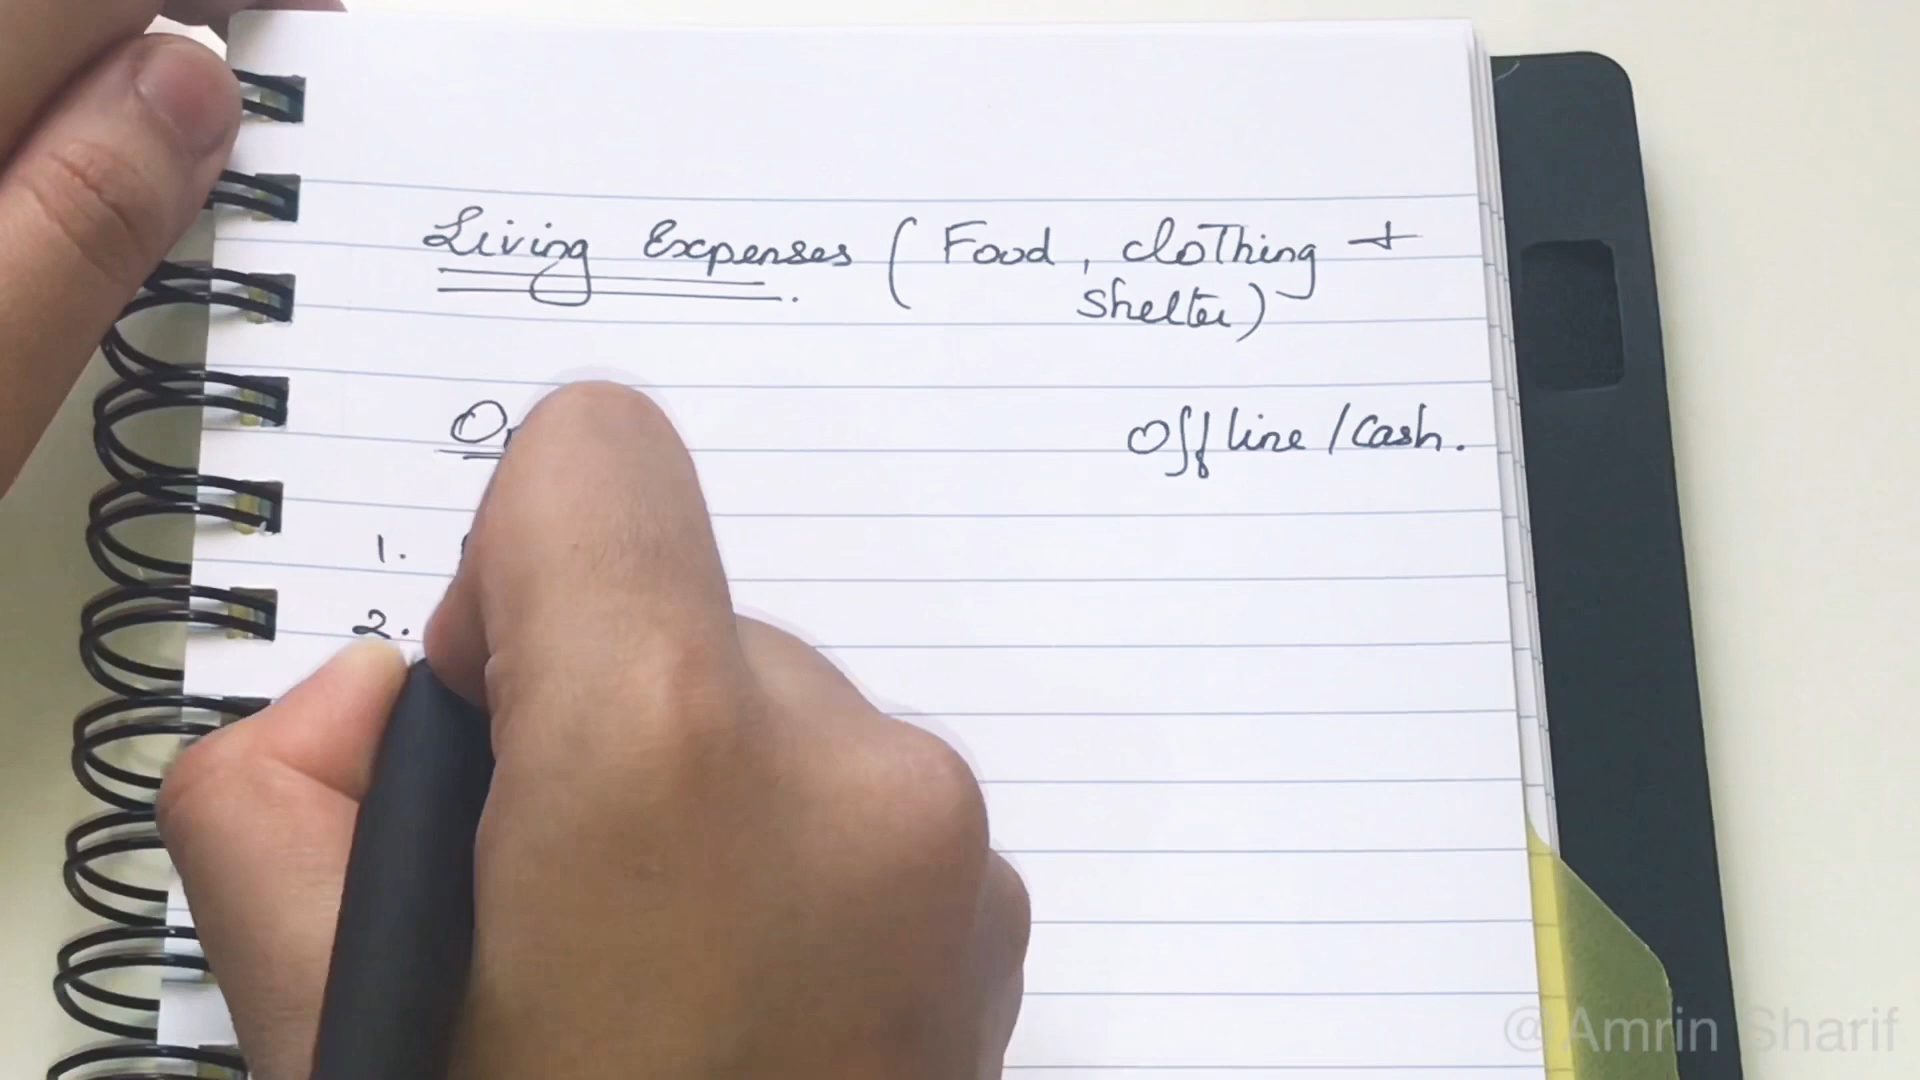 Living Expenses ( Food, cloThing +
Shelter)
Offline / Cash.
1.
2.
@Amrin Sharif